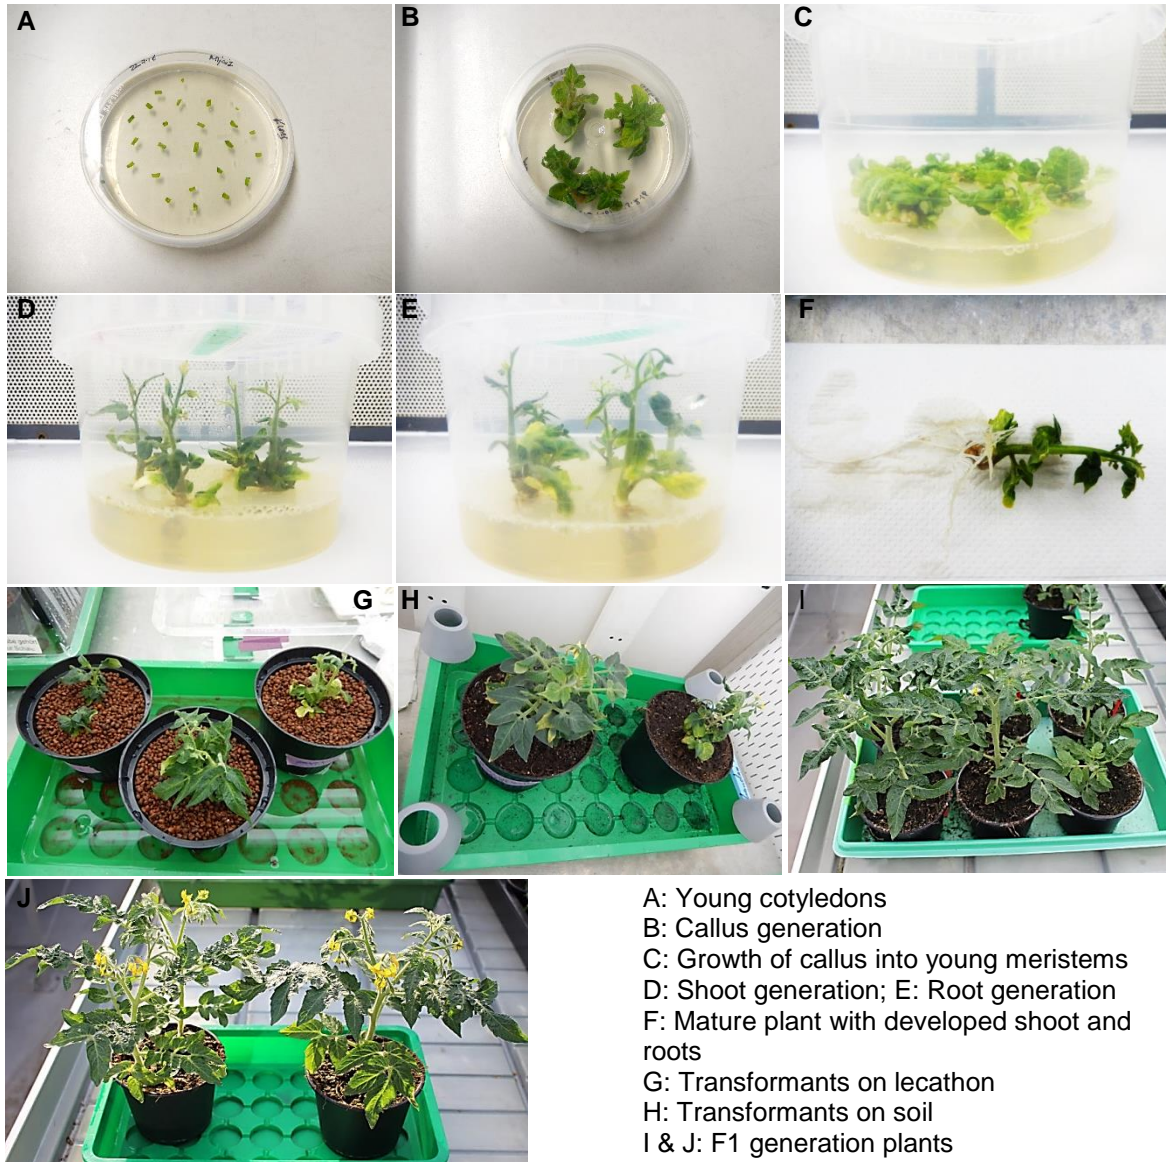 A
B
C
D
E
F
G
H
I
J
A: Young cotyledons
B: Callus generation
C: Growth of callus into young meristems
D: Shoot generation; E: Root generation
F: Mature plant with developed shoot and
roots
G: Transformants on lecathon
H: Transformants on soil
I & J: F1 generation plants